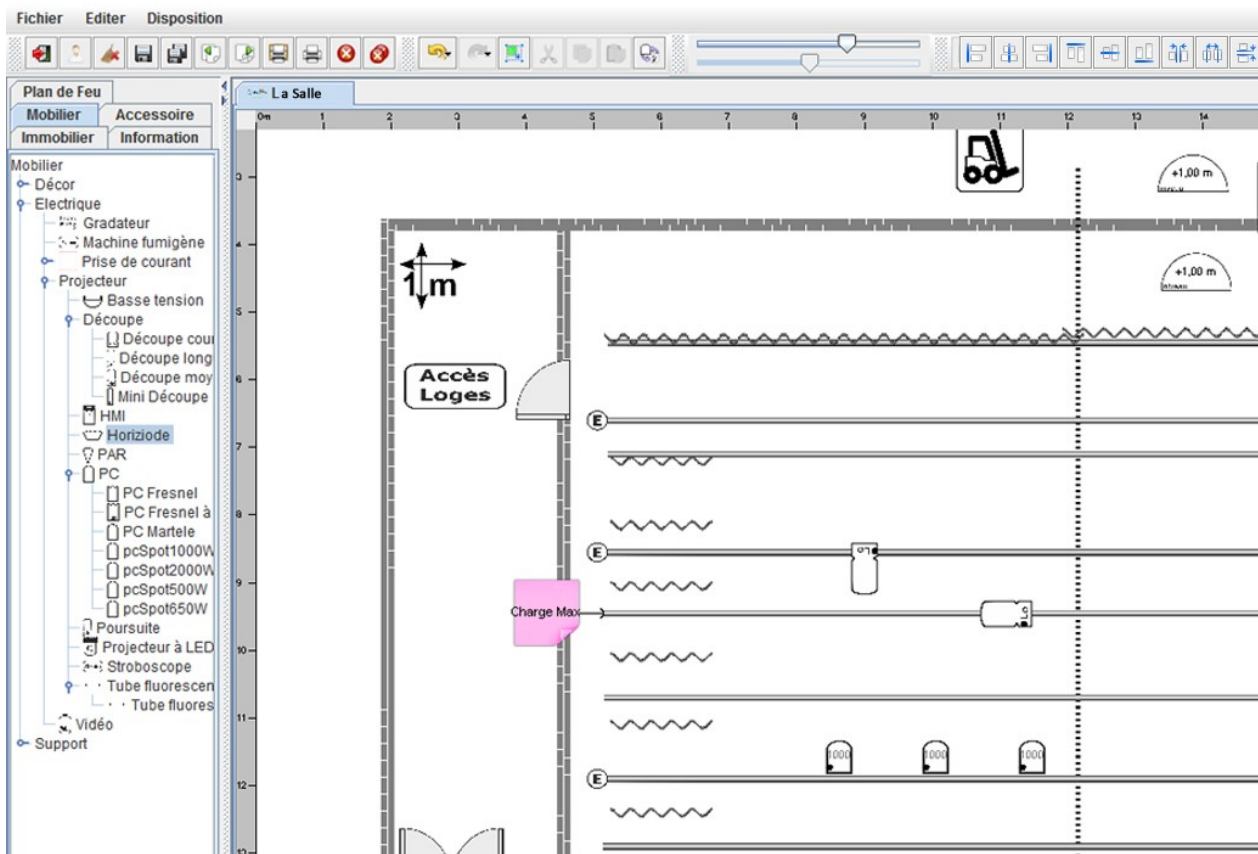 Fichier Editer Disposition
Plan de Feu
Mobilier Accessoire
Immobilier Information
Mobilier
Décor
Electrique
Gradateur
Machine fumigène
Prise de courant
Projecteur
Basse tension
Découpe
Découpe cour
Découpe long
Découpe moy
Mini Découpe
HMI
Horiziode
PAR
PC
PC Fresnel
PC Fresnel à
PC Martele
pcSpot1000W
pcSpot2000W
pcSpot500W
pcSpot650W
Poursuite
Projecteur à LED
Stroboscope
Tube fluorescen
Tube fluores
Vidéo
Support
La Salle
0m 1 2 3 4 5 6 7 8 9 10 11 12 13 14
3
4
5
6
7
8
9
10
11
12
13
+1,00 m
+1,00 m
1 m
Accès
Loges
E
E
LO
Charge Max
LO
1000 1000 1000
E